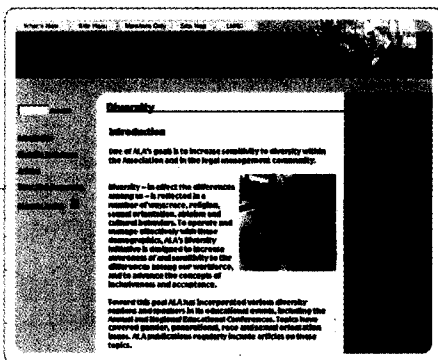 What's New Site Menu Members Only Site Map
Diversity
Introduction
One of ALA's goals is to increase sensitivity to diversity within
the Association and in the legal management community.
Diversity – in effect the differences
among us – is reflected in a
number of ways: race, religion,
sexual orientation, ableism and
cultural behaviors. To operate and
manage effectively with these
demographics, ALA's Diversity
Initiative is designed to increase
awareness of and sensitivity to the
differences among our workforce,
and to advance the concepts of
inclusiveness and acceptance.
Toward this goal ALA has incorporated various diversity
sessions and speakers in its educational events, including the
Annual and Regional Educational Conferences. Topics have
covered gender, generational, race and sexual orientation
issues. ALA publications regularly include articles on these
topics.